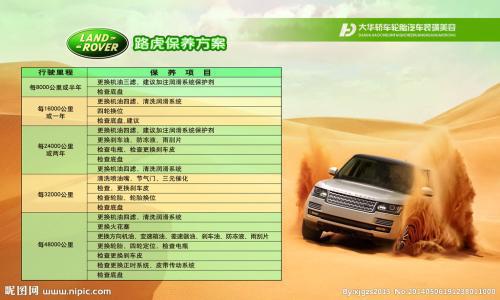 LAND-
-ROVER
路虎保养方案
大华轿车轮胎汽车装璜美容
DAHUAJIAOCHELUNTAIQICHEZHUANGHUANGMEIRONG
行驶里程 保养项目
每8000公里或半年
更换机油三滤、建议加注润滑系统保护剂
检查底盘
每16000公里
或一年
更换机油四滤、清洗润滑系统
四轮换位
检查底盘、建议
每24000公里
或两年
更换机油四滤、建议加注润滑系统保护剂
更换刹车油、防冻液、雨刮片
检查电瓶、检查更换刹车皮
检查底盘
每32000公里
更换机油四滤、清洗润滑系统
清洗喷油嘴、节气门、三元催化
检查、更换刹车皮
检查轮胎、轮胎换位
检查底盘
每48000公里
更换机油四滤、清洗润滑系统
更换火花塞
更换方向机油、变速箱油、差速器油、刹车油、防冻液、雨刮片
更换轮胎、四轮定位、检查电瓶
检查更换刹车皮
检查更换正时系统、皮带传动系统
检查底盘
昵图网 www.nipic.com
By:xjgzs2013 No:20140506191238011000